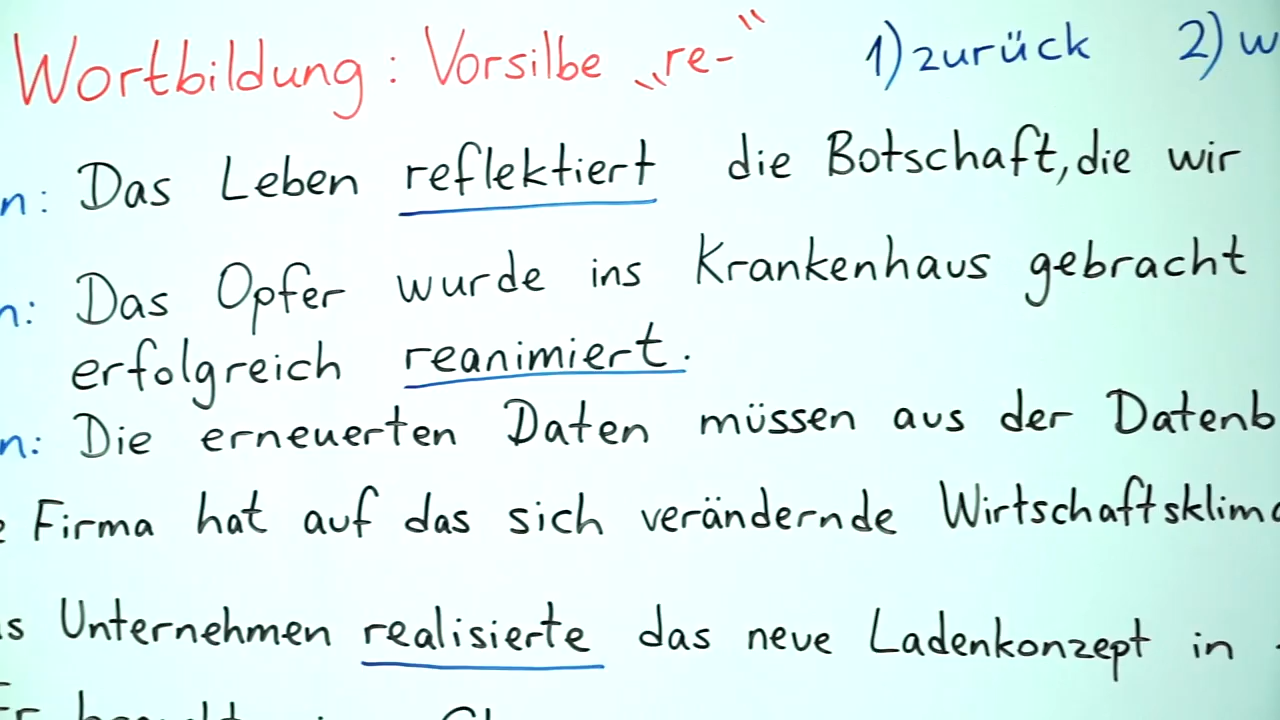 Wortbildung: Vorsilbe „re-“ 1) zurück 2) w
n: Das Leben reflektiert die Botschaft, die wir
n: Das Opfer wurde ins Krankenhaus gebracht
erfolgreich reanimiert.
n: Die erneuerten Daten müssen aus der Datenb
e Firma hat auf das sich verändernde Wirtschaftsklima
s Unternehmen realisierte das neue Ladenkonzept in